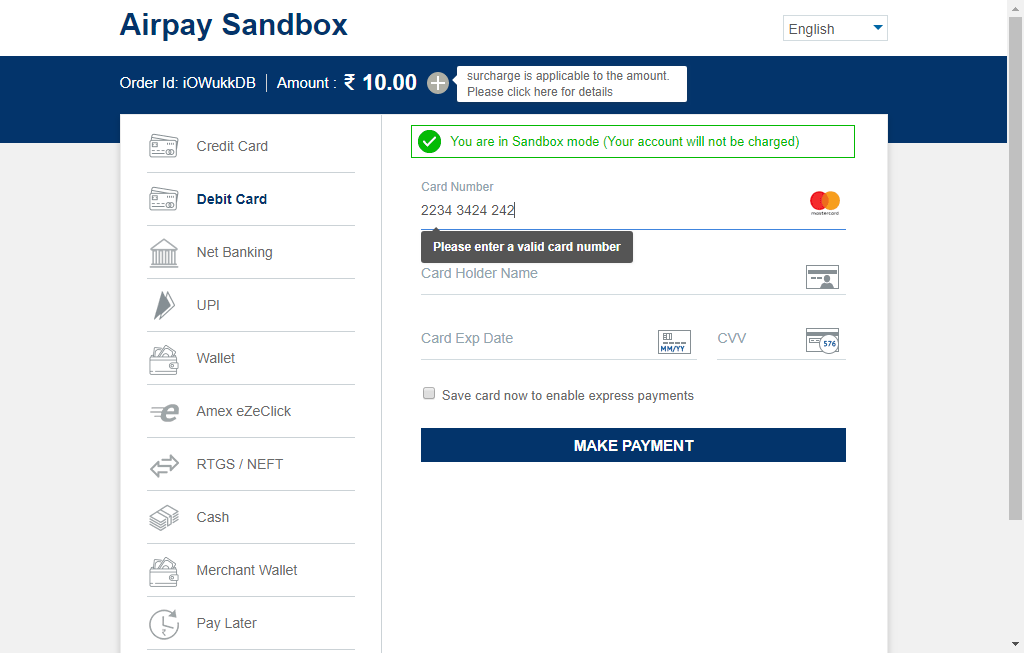 Airpay Sandbox
English
Order Id: iOWukkDB
Amount : ₹ 10.00
surcharge is applicable to the amount.
Please click here for details
Credit Card
Debit Card
Net Banking
UPI
Wallet
Amex eZeClick
RTGS / NEFT
Cash
Merchant Wallet
Pay Later
You are in Sandbox mode (Your account will not be charged)
Card Number
2234 3424 242
mastercard
Please enter a valid card number
Card Holder Name
Card Exp Date
MM/YY
CVV
576
Save card now to enable express payments
MAKE PAYMENT